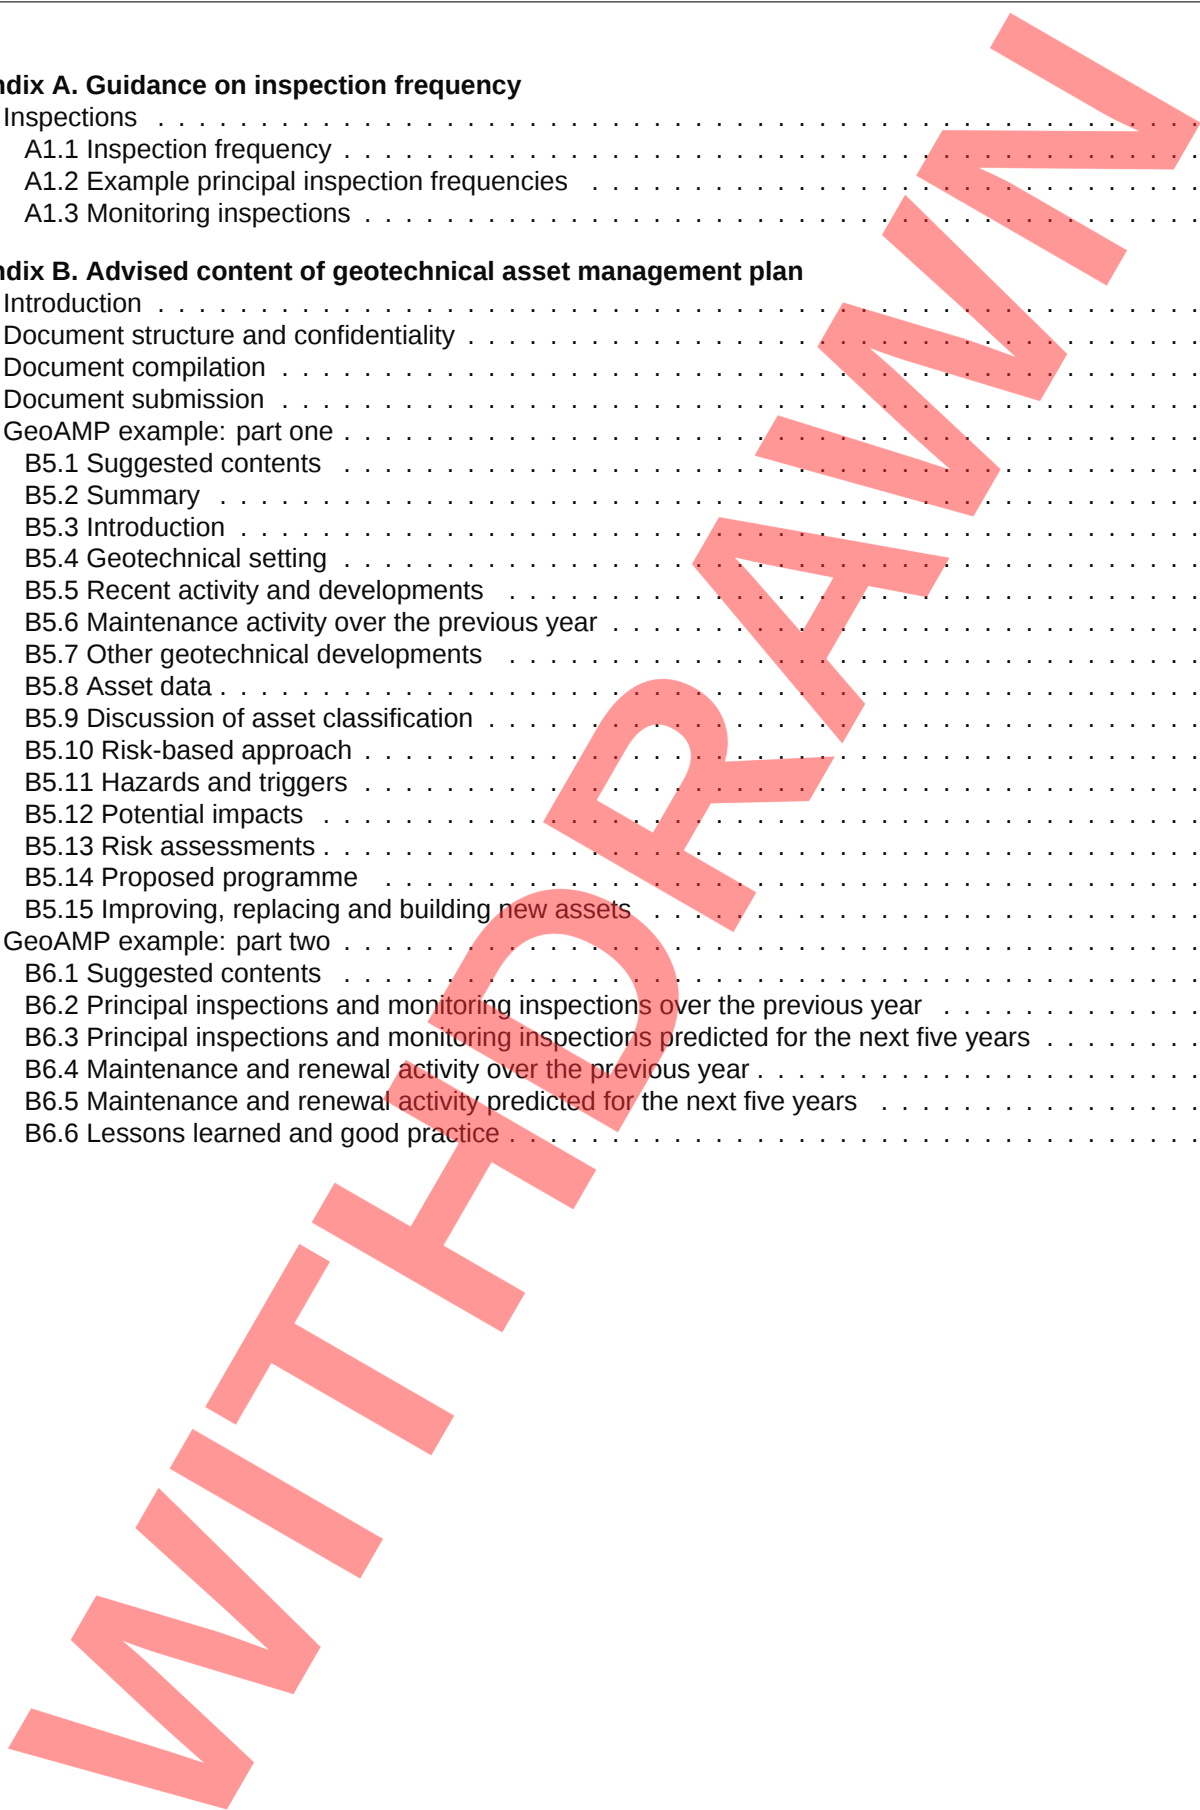 ndix A. Guidance on inspection frequency
Inspections . . . . . . . . . . . . . . . . . . . . . . . . . . . . . . . . . . . . . . . . . . . . . . . . . . .
A1.1 Inspection frequency . . . . . . . . . . . . . . . . . . . . . . . . . . . . . . . . . . . . . . . . . .
A1.2 Example principal inspection frequencies . . . . . . . . . . . . . . . . . . . . . . . . . . . . . .
A1.3 Monitoring inspections . . . . . . . . . . . . . . . . . . . . . . . . . . . . . . . . . . . . . . . . .
ndix B. Advised content of geotechnical asset management plan
Introduction . . . . . . . . . . . . . . . . . . . . . . . . . . . . . . . . . . . . . . . . . . . . . . . . . . .
Document structure and confidentiality . . . . . . . . . . . . . . . . . . . . . . . . . . . . . . . . . . . .
Document compilation . . . . . . . . . . . . . . . . . . . . . . . . . . . . . . . . . . . . . . . . . . . . .
Document submission . . . . . . . . . . . . . . . . . . . . . . . . . . . . . . . . . . . . . . . . . . . . .
GeoAMP example: part one . . . . . . . . . . . . . . . . . . . . . . . . . . . . . . . . . . . . . . . . . .
B5.1 Suggested contents . . . . . . . . . . . . . . . . . . . . . . . . . . . . . . . . . . . . . . . . . .
B5.2 Summary . . . . . . . . . . . . . . . . . . . . . . . . . . . . . . . . . . . . . . . . . . . . . . . .
B5.3 Introduction . . . . . . . . . . . . . . . . . . . . . . . . . . . . . . . . . . . . . . . . . . . . . . .
B5.4 Geotechnical setting . . . . . . . . . . . . . . . . . . . . . . . . . . . . . . . . . . . . . . . . . .
B5.5 Recent activity and developments . . . . . . . . . . . . . . . . . . . . . . . . . . . . . . . . . .
B5.6 Maintenance activity over the previous year . . . . . . . . . . . . . . . . . . . . . . . . . . . . .
B5.7 Other geotechnical developments . . . . . . . . . . . . . . . . . . . . . . . . . . . . . . . . . .
B5.8 Asset data . . . . . . . . . . . . . . . . . . . . . . . . . . . . . . . . . . . . . . . . . . . . . . . .
B5.9 Discussion of asset classification . . . . . . . . . . . . . . . . . . . . . . . . . . . . . . . . . . .
B5.10 Risk-based approach . . . . . . . . . . . . . . . . . . . . . . . . . . . . . . . . . . . . . . . . .
B5.11 Hazards and triggers . . . . . . . . . . . . . . . . . . . . . . . . . . . . . . . . . . . . . . . . .
B5.12 Potential impacts . . . . . . . . . . . . . . . . . . . . . . . . . . . . . . . . . . . . . . . . . . .
B5.13 Risk assessments . . . . . . . . . . . . . . . . . . . . . . . . . . . . . . . . . . . . . . . . . . .
B5.14 Proposed programme . . . . . . . . . . . . . . . . . . . . . . . . . . . . . . . . . . . . . . . .
B5.15 Improving, replacing and building new assets . . . . . . . . . . . . . . . . . . . . . . . . . . .
GeoAMP example: part two . . . . . . . . . . . . . . . . . . . . . . . . . . . . . . . . . . . . . . . . . .
B6.1 Suggested contents . . . . . . . . . . . . . . . . . . . . . . . . . . . . . . . . . . . . . . . . . .
B6.2 Principal inspections and monitoring inspections over the previous year . . . . . . . . . . . . .
B6.3 Principal inspections and monitoring inspections predicted for the next five years . . . . . . . .
B6.4 Maintenance and renewal activity over the previous year . . . . . . . . . . . . . . . . . . . . . .
B6.5 Maintenance and renewal activity predicted for the next five years . . . . . . . . . . . . . . . .
B6.6 Lessons learned and good practice . . . . . . . . . . . . . . . . . . . . . . . . . . . . . . . . . .
WITHDRAWN